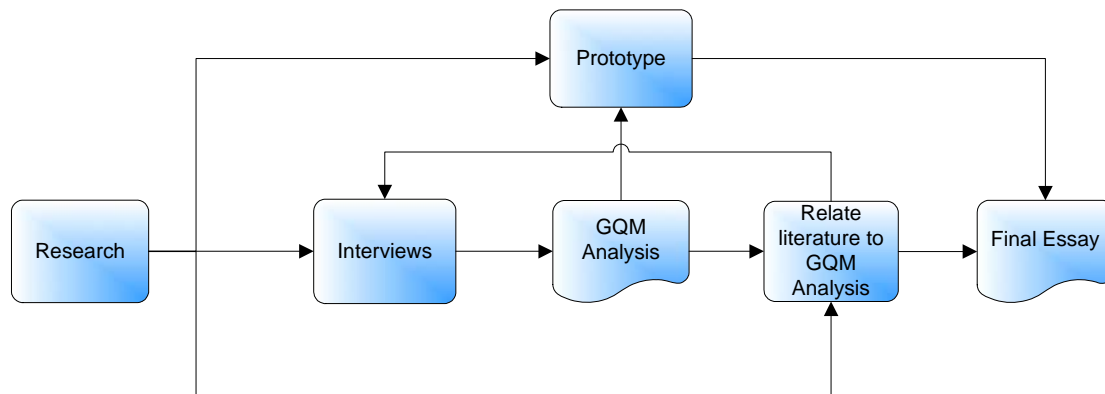 Prototype
Research
Interviews
GQM
Analysis
Relate
literature to
GQM
Analysis
Final Essay